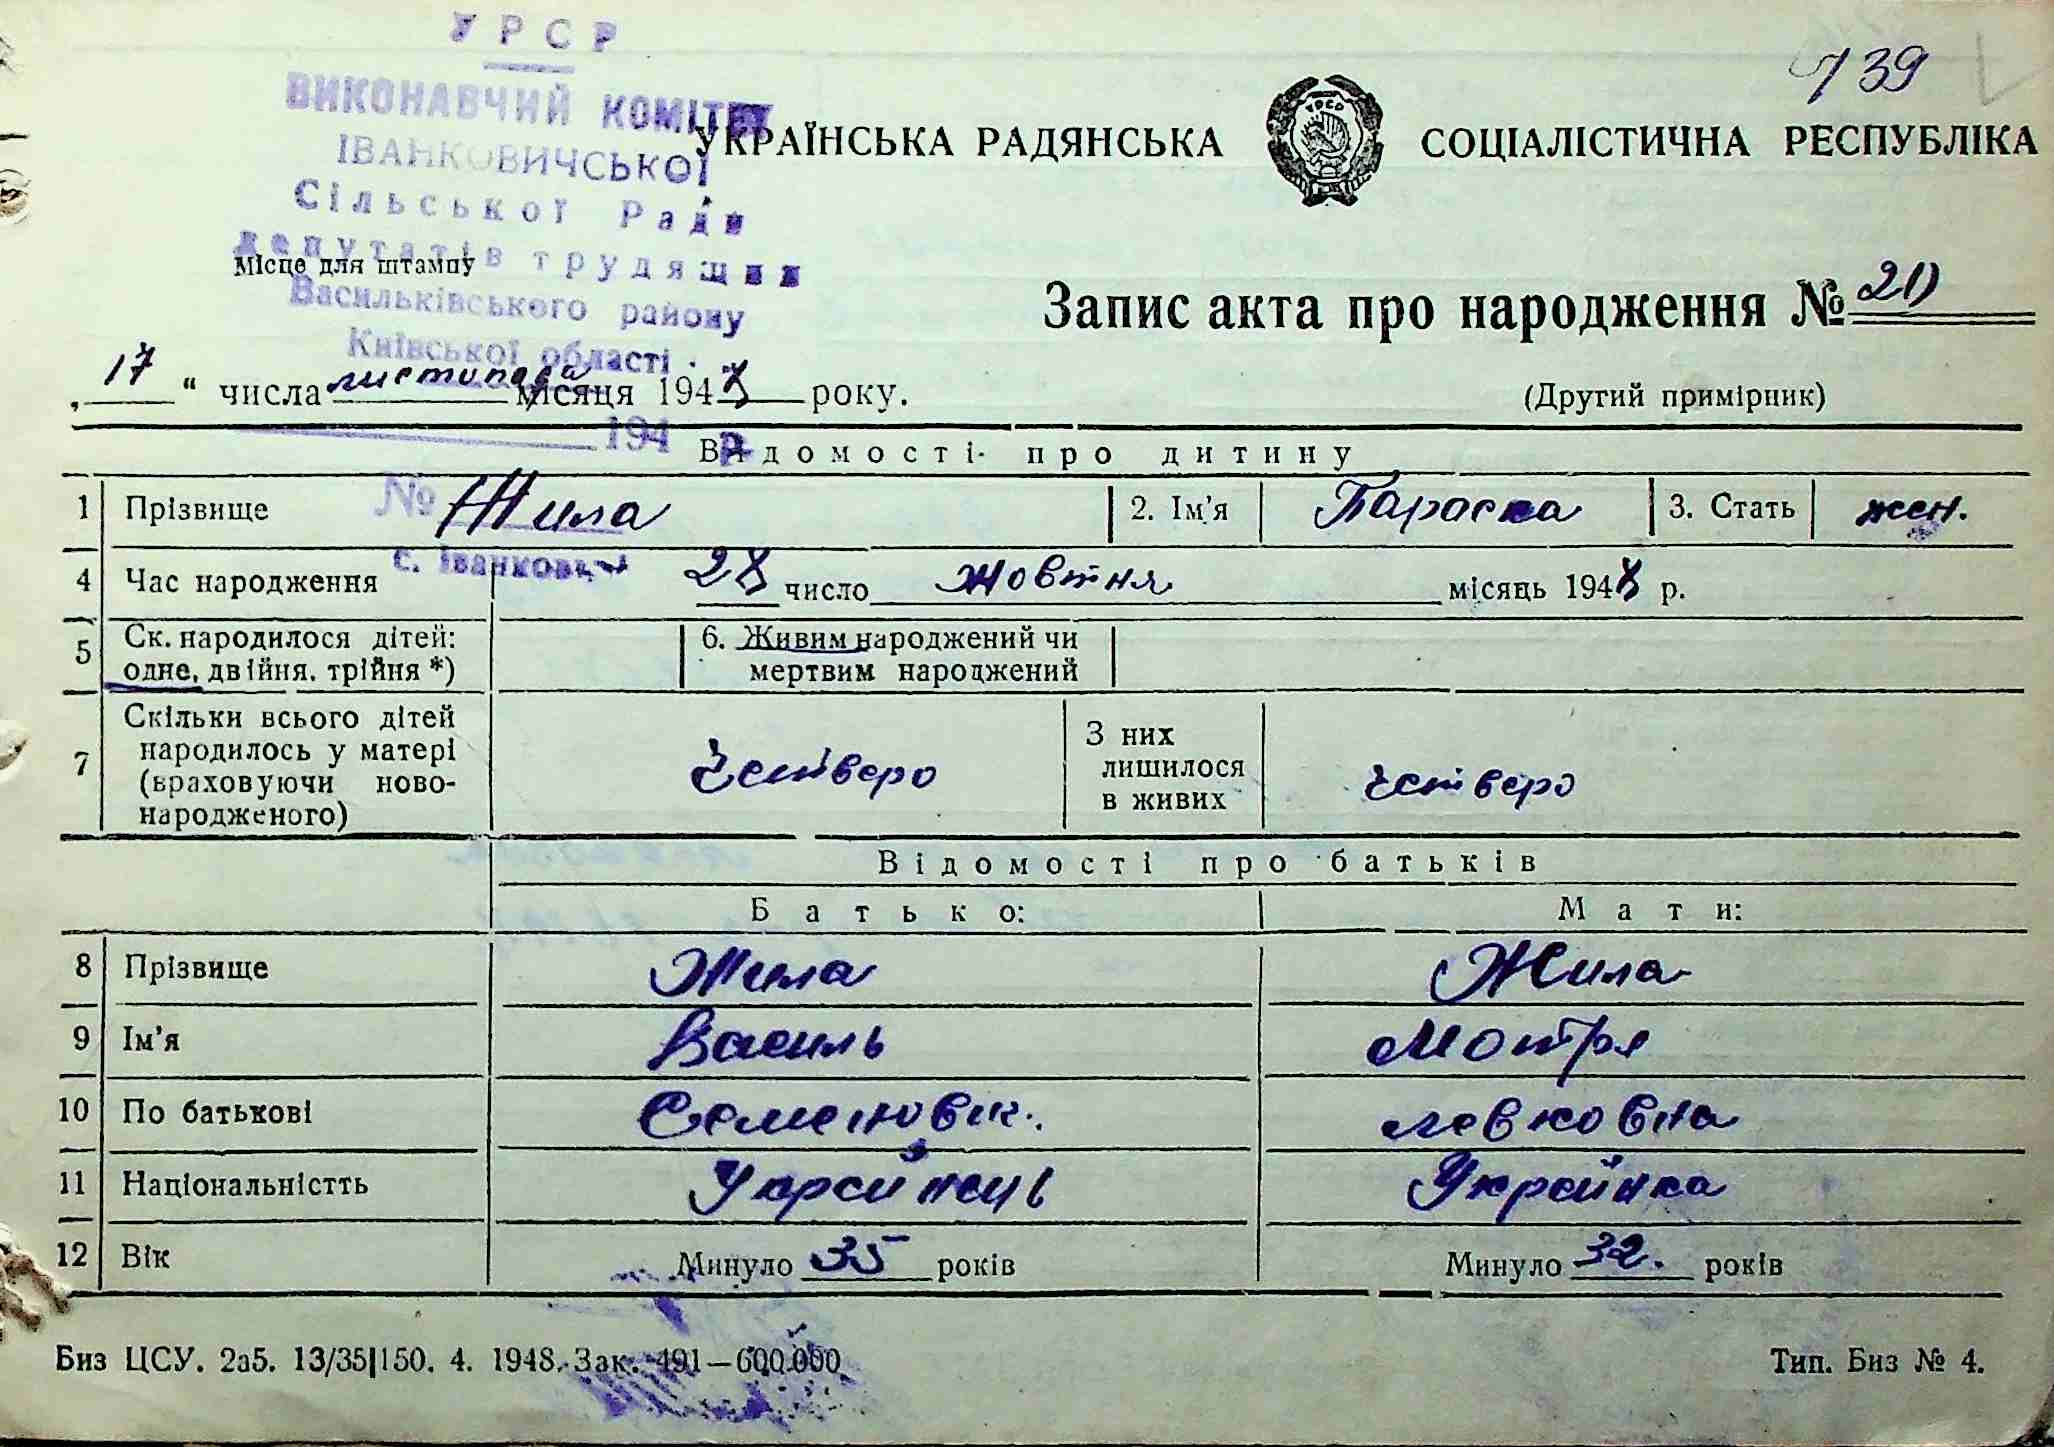 УРСР
739
ВИКОНАВЧИЙ КОМІТЕТ
УКРАЇНСЬКА РАДЯНСЬКА СОЦІАЛІСТИЧНА РЕСПУБЛІКА
ІВАНКОВИЧСЬКОЇ
Сільської Ради
депутатів трудящих
Місце для штампу
Васильківського району
Київської області
Запис акта про народження №
„17“ числа листопада місяця 1948 року.
(Другий примірник)
194 р.
Відомості про дитину
1 Прізвище Жила 2. Ім'я Параска 3. Стать жен.
№
с. Іванковичі
4 Час народження 28 число жовтня місяць 1948 р.
5 Ск. народилося дітей: одне, двійня, трійня *) 6. Живим народжений чи мертвим народжений
7 Скільки всього дітей народилось у матері (враховуючи ново-народженого) Четверо З них лишилося в живих четверо
Відомості про батьків
Батько: Мати:
8 Прізвище Жила Жила
9 Ім'я Василь Мотря
10 По батькові Семенович. Левковна
11 Національністть Українець Українка
12 Вік Минуло 35 років Минуло 32. років
Биз ЦСУ. 2а5. 13/35|150. 4. 1948. Зак. 491—600.000 Тип. Биз № 4.